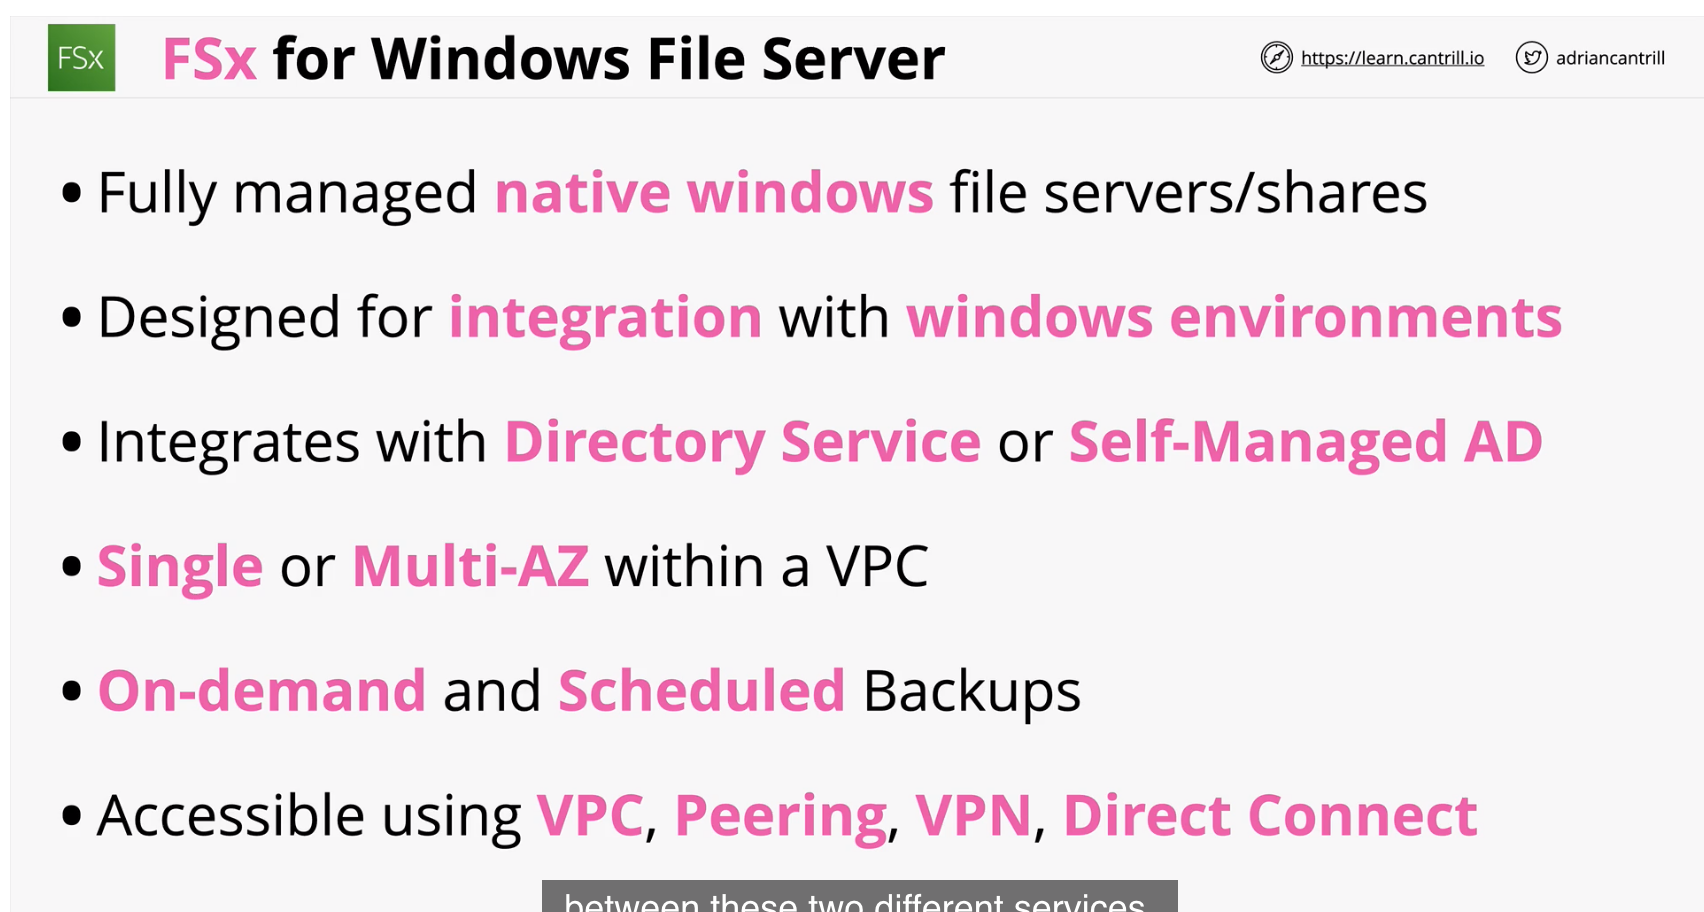 FSx
FSx for Windows File Server
https://learn.cantrill.io
adriancantrill
• Fully managed native windows file servers/shares
• Designed for integration with windows environments
• Integrates with Directory Service or Self-Managed AD
• Single or Multi-AZ within a VPC
• On-demand and Scheduled Backups
• Accessible using VPC, Peering, VPN, Direct Connect
between these two different services